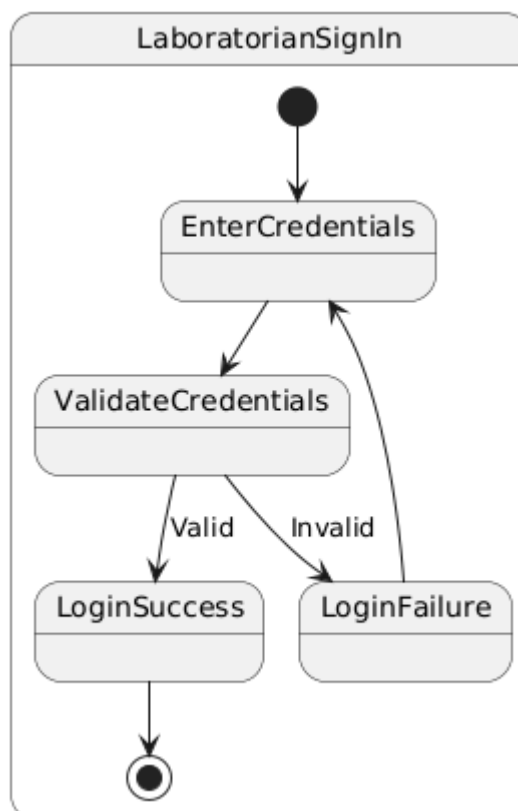 LaboratorianSignIn
EnterCredentials
ValidateCredentials
Valid
Invalid
LoginSuccess
LoginFailure